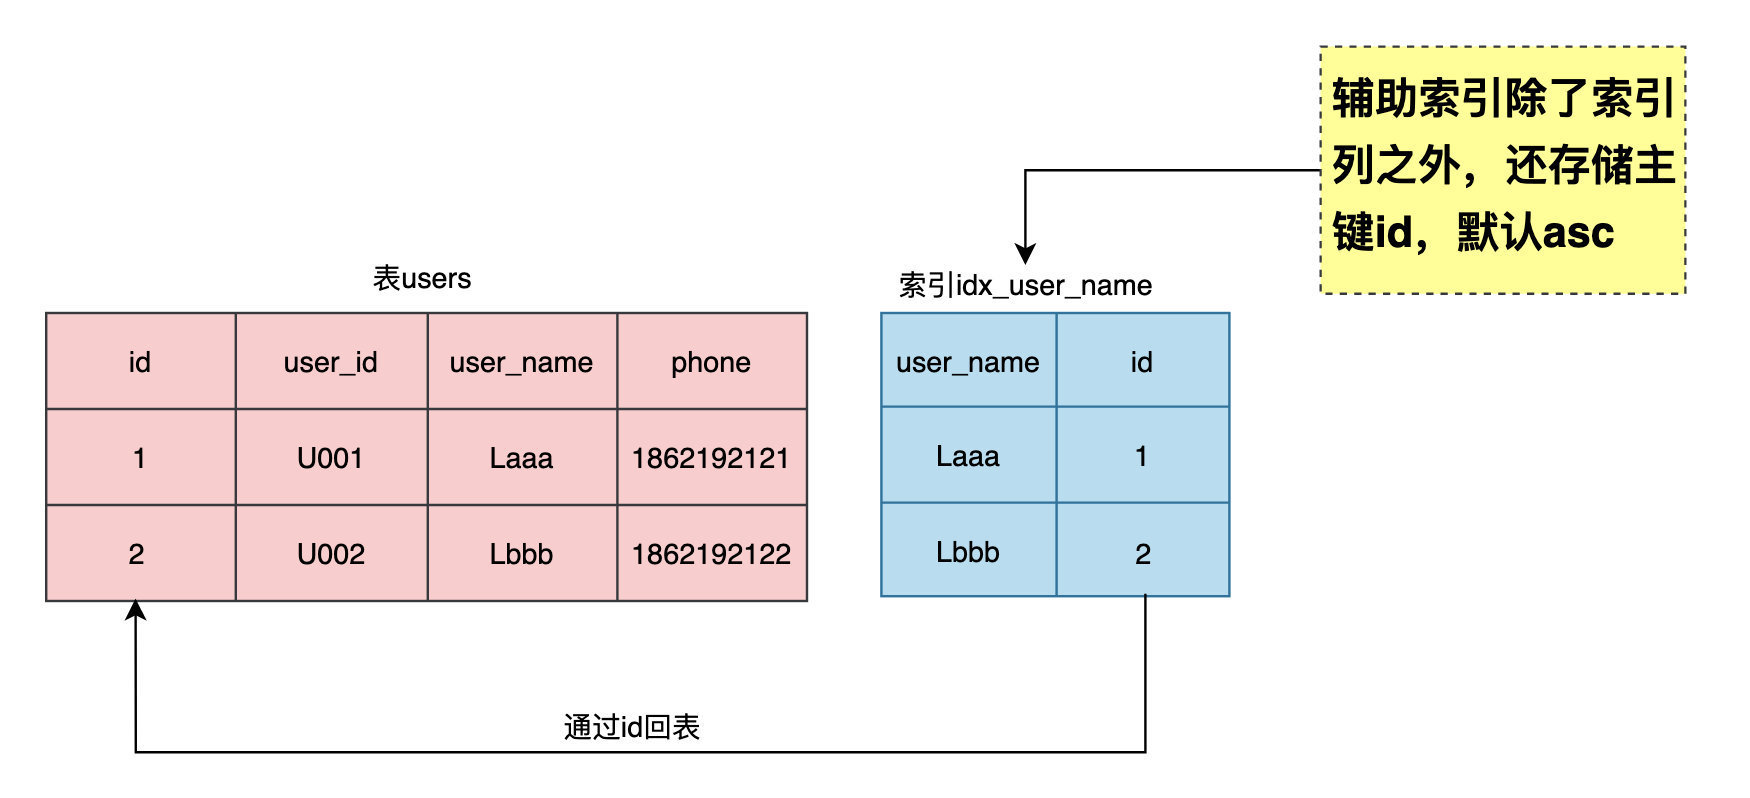 辅助索引除了索引
列之外，还存储主
键id，默认asc
表users
索引idx_user_name
id user_id user_name phone
1 U001 Laaa 1862192121
2 U002 Lbbb 1862192122
user_name id
Laaa 1
Lbbb 2
通过id回表